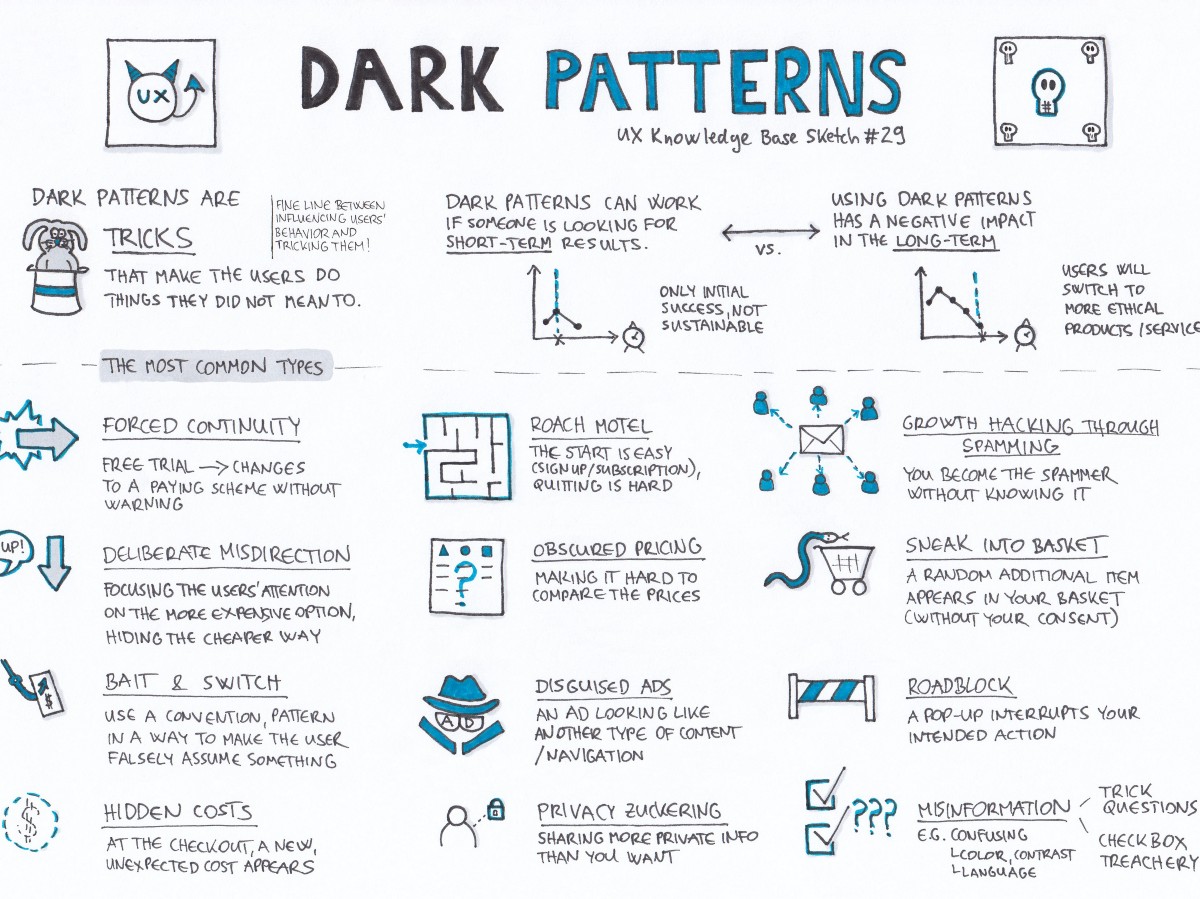 UX
DARK PATTERNS
UX Knowledge Base Sketch #29
DARK PATTERNS ARE
TRICKS
THAT MAKE THE USERS DO
THINGS THEY DID NOT MEAN TO.
FINE LINE BETWEEN
INFLUENCING USERS'
BEHAVIOR AND
TRICKING THEM!
DARK PATTERNS CAN WORK
IF SOMEONE IS LOOKING FOR
SHORT-TERM RESULTS.
ONLY INITIAL
SUCCESS, NOT
SUSTAINABLE
VS.
USING DARK PATTERNS
HAS A NEGATIVE IMPACT
IN THE LONG-TERM
USERS WILL
SWITCH TO
MORE ETHICAL
PRODUCTS/SERVICE
THE MOST COMMON TYPES
FORCED CONTINUITY
FREE TRIAL → CHANGES
TO A PAYING SCHEME WITHOUT
WARNING
ROACH MOTEL
THE START IS EASY
(SIGN UP/SUBSCRIPTION),
QUITTING IS HARD
GROWTH HACKING THROUGH
SPAMMING
YOU BECOME THE SPAMMER
WITHOUT KNOWING IT
UP!
DELIBERATE MISDIRECTION
FOCUSING THE USERS' ATTENTION
ON THE MORE EXPENSIVE OPTION,
HIDING THE CHEAPER WAY
?
OBSCURED PRICING
MAKING IT HARD TO
COMPARE THE PRICES
SNEAK INTO BASKET
A RANDOM ADDITIONAL ITEM
APPEARS IN YOUR BASKET
(WITHOUT YOUR CONSENT)
$
BAIT & SWITCH
USE A CONVENTION, PATTERN
IN A WAY TO MAKE THE USER
FALSELY ASSUME SOMETHING
AD
DISGUISED ADS
AN AD LOOKING LIKE
ANOTHER TYPE OF CONTENT
/NAVIGATION
ROADBLOCK
A POP-UP INTERRUPTS YOUR
INTENDED ACTION
$
HIDDEN COSTS
AT THE CHECKOUT, A NEW,
UNEXPECTED COST APPEARS
PRIVACY ZUCKERING
SHARING MORE PRIVATE INFO
THAN YOU WANT
???
MISINFORMATION
E.G. CONFUSING
COLOR, CONTRAST
LANGUAGE
TRICK
QUESTIONS
CHECKBOX
TREACHERY